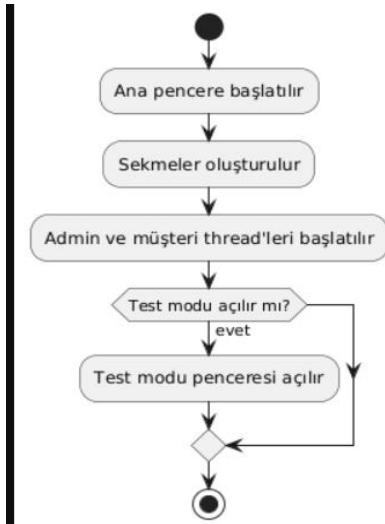 Ana pencere başlatılır
Sekmeler oluşturulur
Admin ve müşteri thread'leri başlatılır
Test modu açılır mı?
evet
Test modu penceresi açılır